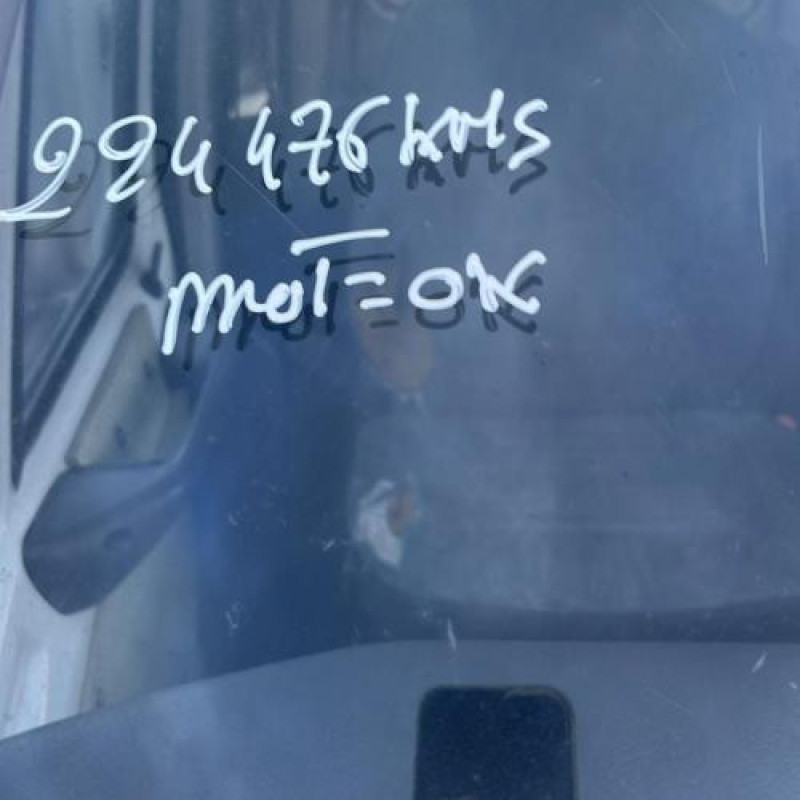 224 476 kms
mot = ok